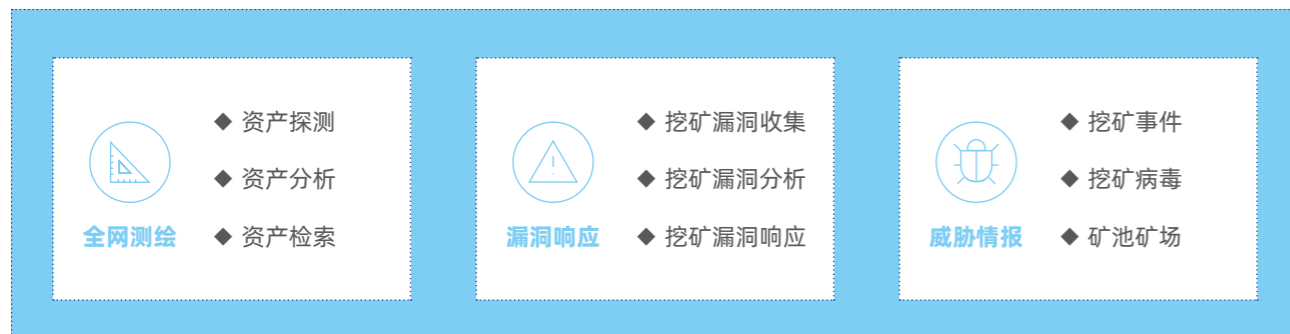 资产探测
资产分析
全网测绘
资产检索
挖矿漏洞收集
挖矿漏洞分析
漏洞响应
挖矿漏洞响应
挖矿事件
挖矿病毒
威胁情报
矿池矿场